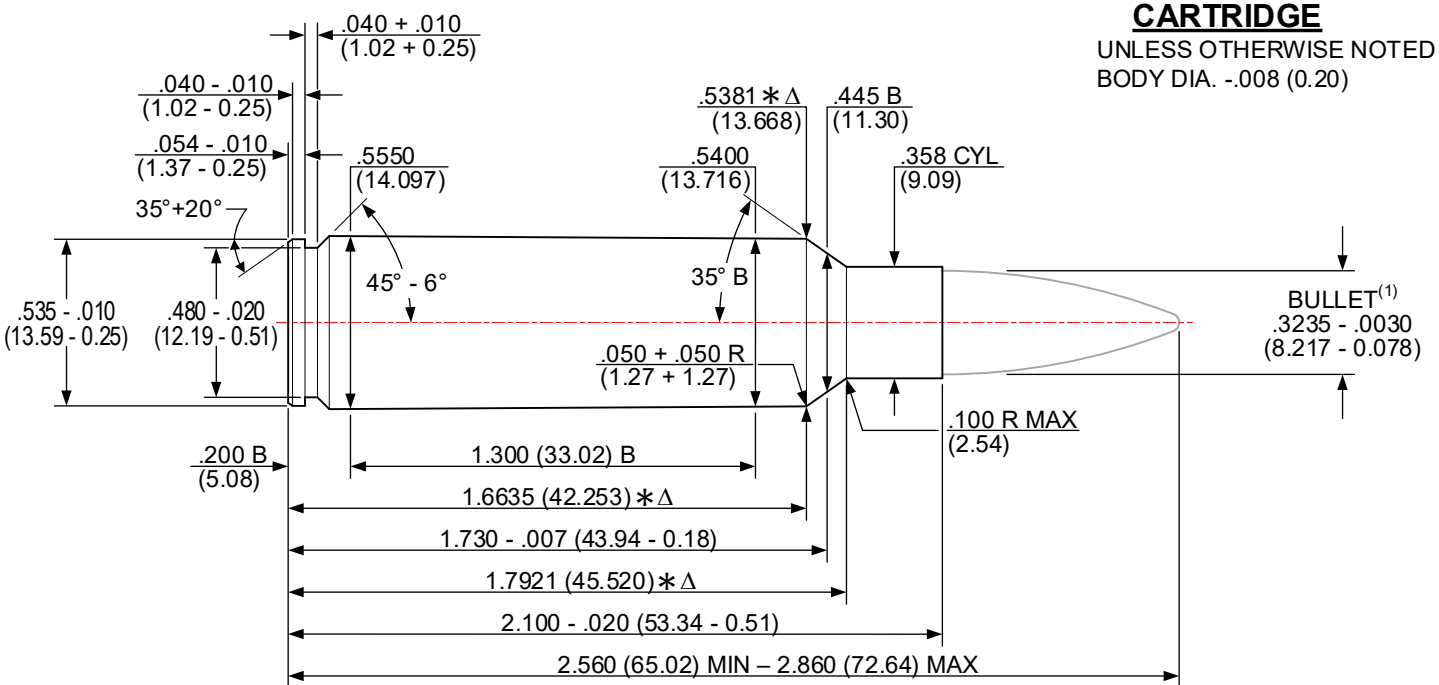 CARTRIDGE
UNLESS OTHERWISE NOTED
BODY DIA. -.008 (0.20)
.040 + .010
(1.02 + 0.25)
.040 - .010
(1.02 - 0.25)
.054 - .010
(1.37 - 0.25)
35°+20°
.5550
(14.097)
.5400
(13.716)
.5381 * Δ
(13.668)
.445 B
(11.30)
.358 CYL
(9.09)
.535 - .010
(13.59 - 0.25)
.480 - .020
(12.19 - 0.51)
45° - 6°
35° B
BULLET(1)
.3235 - .0030
(8.217 - 0.078)
.050 + .050 R
(1.27 + 1.27)
.100 R MAX
(2.54)
.200 B
(5.08)
1.300 (33.02) B
1.6635 (42.253) * Δ
1.730 - .007 (43.94 - 0.18)
1.7921 (45.520) * Δ
2.100 - .020 (53.34 - 0.51)
2.560 (65.02) MIN – 2.860 (72.64) MAX